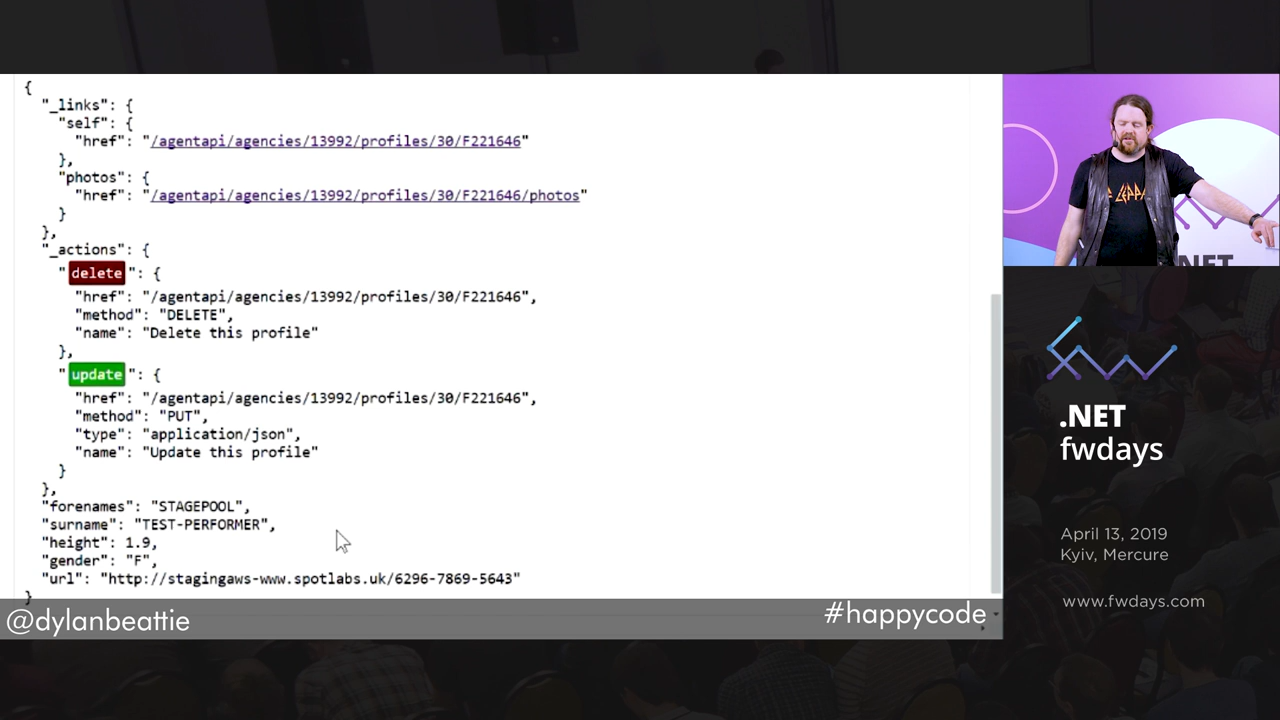 {
"_links": {
"self": {
"href": "/agentapi/agencies/13992/profiles/30/F221646"
},
"photos": {
"href": "/agentapi/agencies/13992/profiles/30/F221646/photos"
}
},
"_actions": {
"delete": {
"href": "/agentapi/agencies/13992/profiles/30/F221646",
"method": "DELETE",
"name": "Delete this profile"
},
"update": {
"href": "/agentapi/agencies/13992/profiles/30/F221646",
"method": "PUT",
"type": "application/json",
"name": "Update this profile"
}
},
"forenames": "STAGEPOOL",
"surname": "TEST-PERFORMER",
"height": 1.9,
"gender": "F",
"url": "http://stagingaws-www.spotlabs.uk/6296-7869-5643"
}
@dylanbeattie
#happycode
.NET
.NET
fwdays
April 13, 2019
Kyiv, Mercure
www.fwdays.com